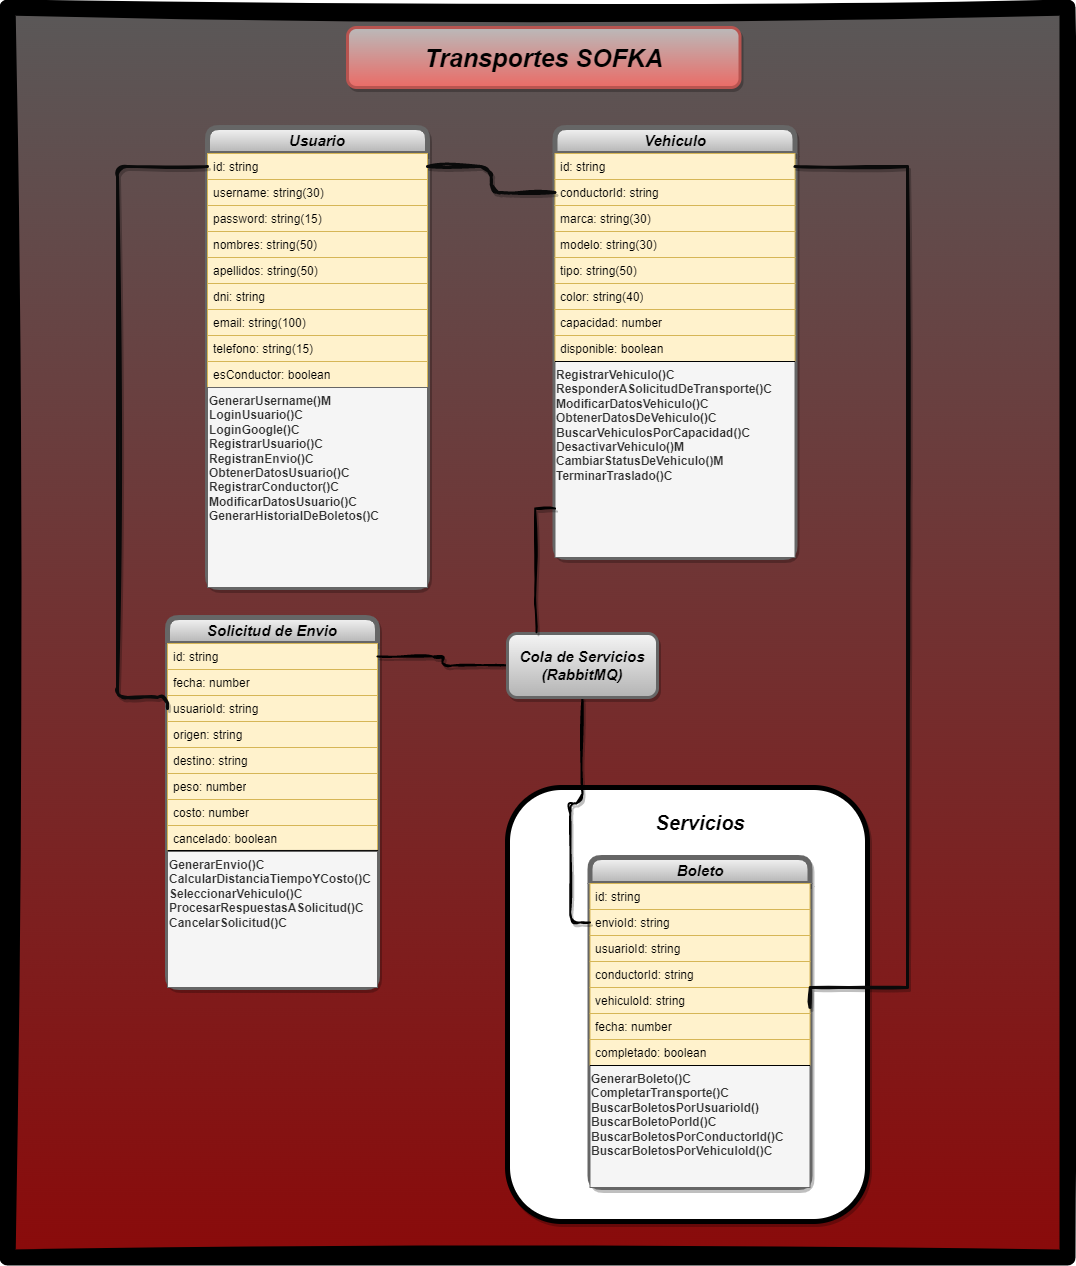 Transportes SOFKA
Usuario
id: string
username: string(30)
password: string(15)
nombres: string(50)
apellidos: string(50)
dni: string
email: string(100)
telefono: string(15)
esConductor: boolean
GenerarUsername()M
LoginUsuario()C
LoginGoogle()C
RegistrarUsuario()C
RegistranEnvio()C
ObtenerDatosUsuario()C
RegistrarConductor()C
ModificarDatosUsuario()C
GenerarHistorialDeBoletos()C
Vehiculo
id: string
conductorId: string
marca: string(30)
modelo: string(30)
tipo: string(50)
color: string(40)
capacidad: number
disponible: boolean
RegistrarVehiculo()C
ResponderASolicitudDeTransporte()C
ModificarDatosVehiculo()C
ObtenerDatosDeVehiculo()C
BuscarVehiculosPorCapacidad()C
DesactivarVehiculo()M
CambiarStatusDeVehiculo()M
TerminarTraslado()C
Solicitud de Envio
id: string
fecha: number
usuarioId: string
origen: string
destino: string
peso: number
costo: number
cancelado: boolean
GenerarEnvio()C
CalcularDistanciaTiempoYCosto()C
SeleccionarVehiculo()C
ProcesarRespuestasASolicitud()C
CancelarSolicitud()C
Cola de Servicios
(RabbitMQ)
Servicios
Boleto
id: string
envioId: string
usuarioId: string
conductorId: string
vehiculoId: string
fecha: number
completado: boolean
GenerarBoleto()C
CompletarTransporte()C
BuscarBoletosPorUsuarioId()
BuscarBoletoPorId()C
BuscarBoletosPorConductorId()C
BuscarBoletosPorVehiculoId()C